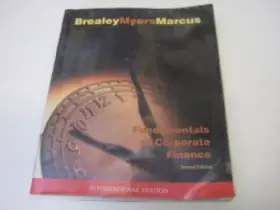 BrealeyMyersMarcus
Fundamentals
of Corporate
Finance
Second Edition
INTERNATIONAL EDITION